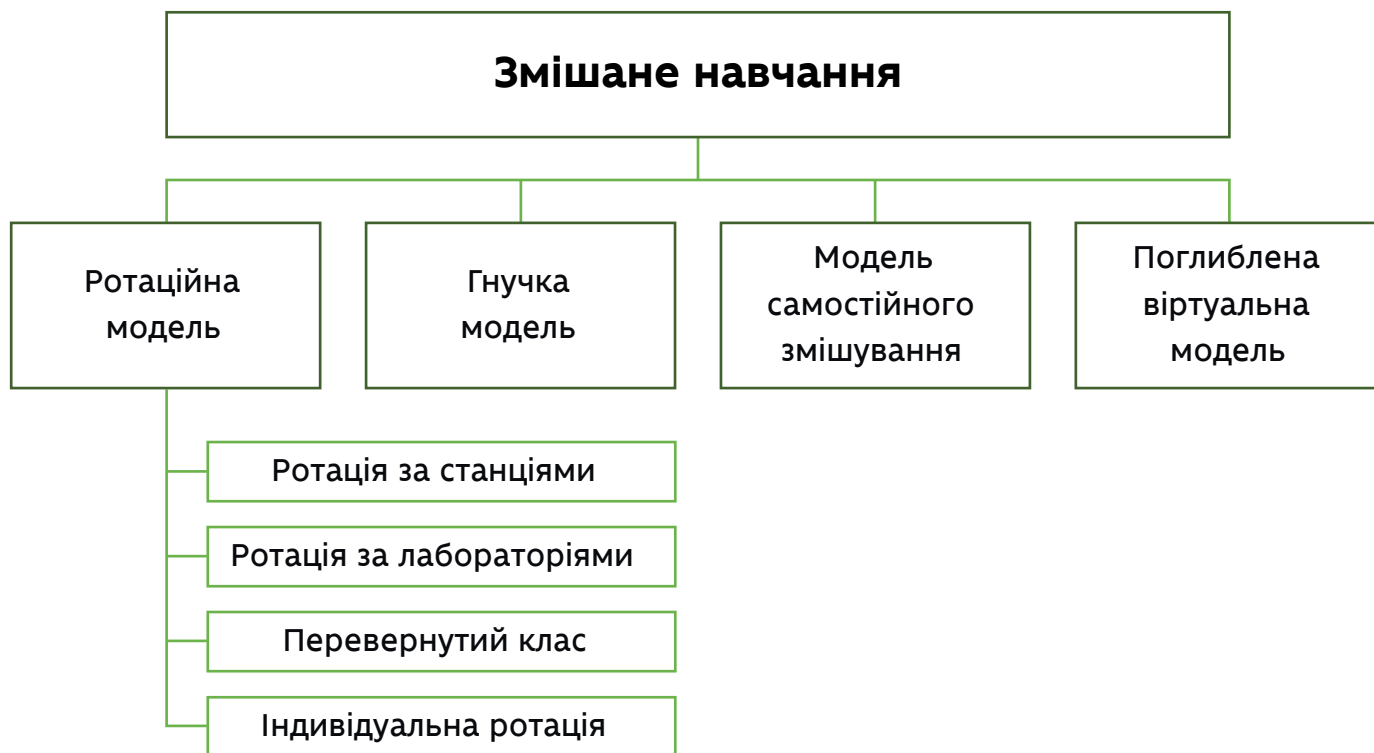 Змішане навчання
Ротаційна
модель
Гнучка
модель
Модель
самостійного
змішування
Поглиблена
віртуальна
модель
Ротація за станціями
Ротація за лабораторіями
Перевернутий клас
Індивідуальна ротація